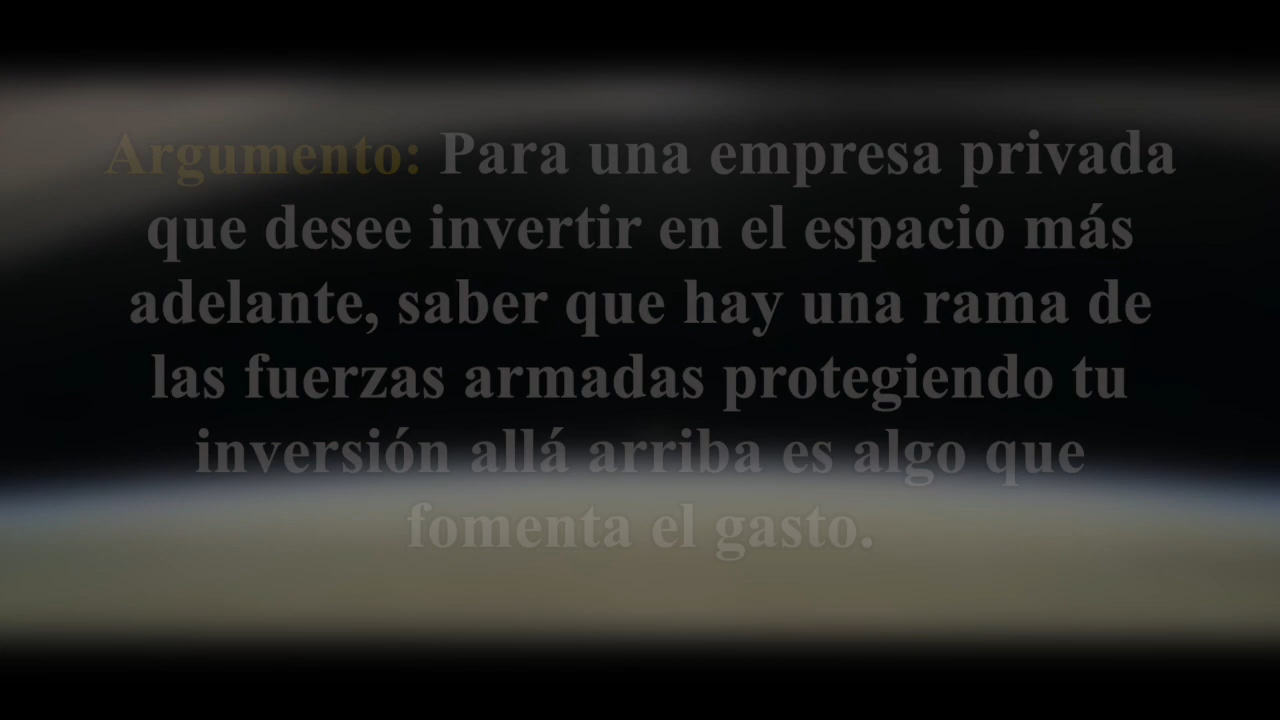 Argumento: Para una empresa privada
que desee invertir en el espacio más
adelante, saber que hay una rama de
las fuerzas armadas protegiendo tu
inversión allá arriba es algo que
fomenta el gasto.